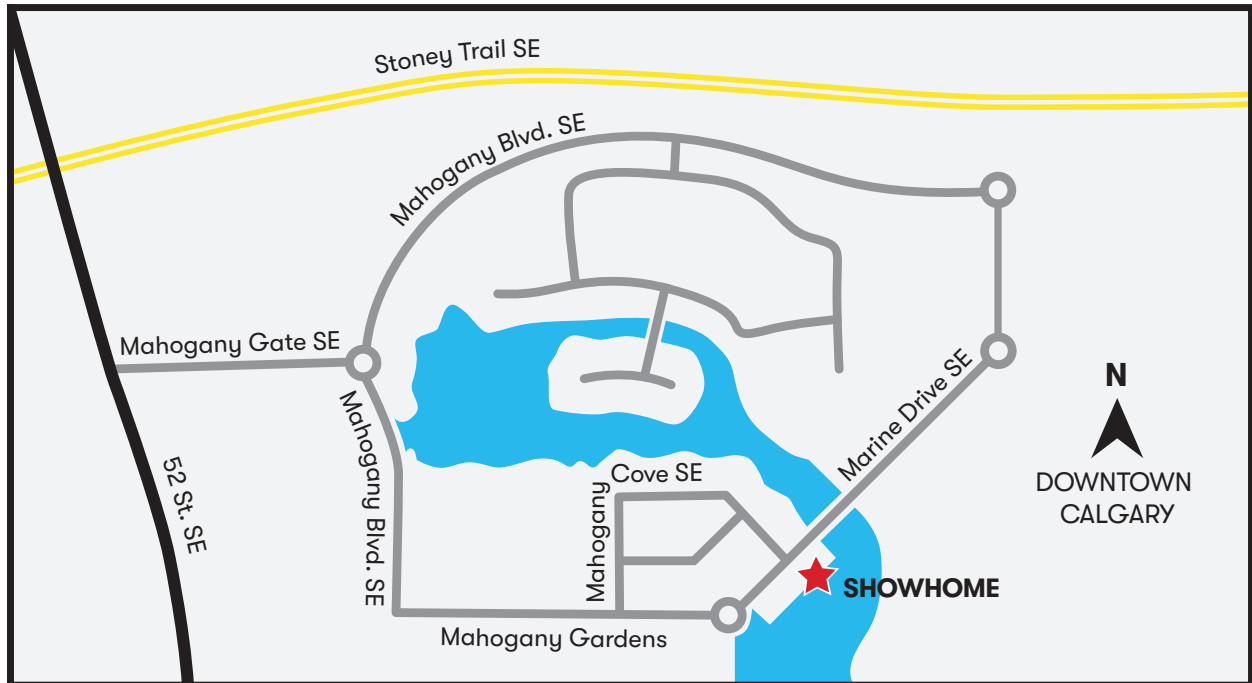 Stoney Trail SE
Mahogany Blvd. SE
Mahogany Gate SE
Mahogany Blvd. SE
52 St. SE
Marine Drive SE
N
DOWNTOWN
CALGARY
Mahogany
Cove SE
SHOWHOME
Mahogany Gardens